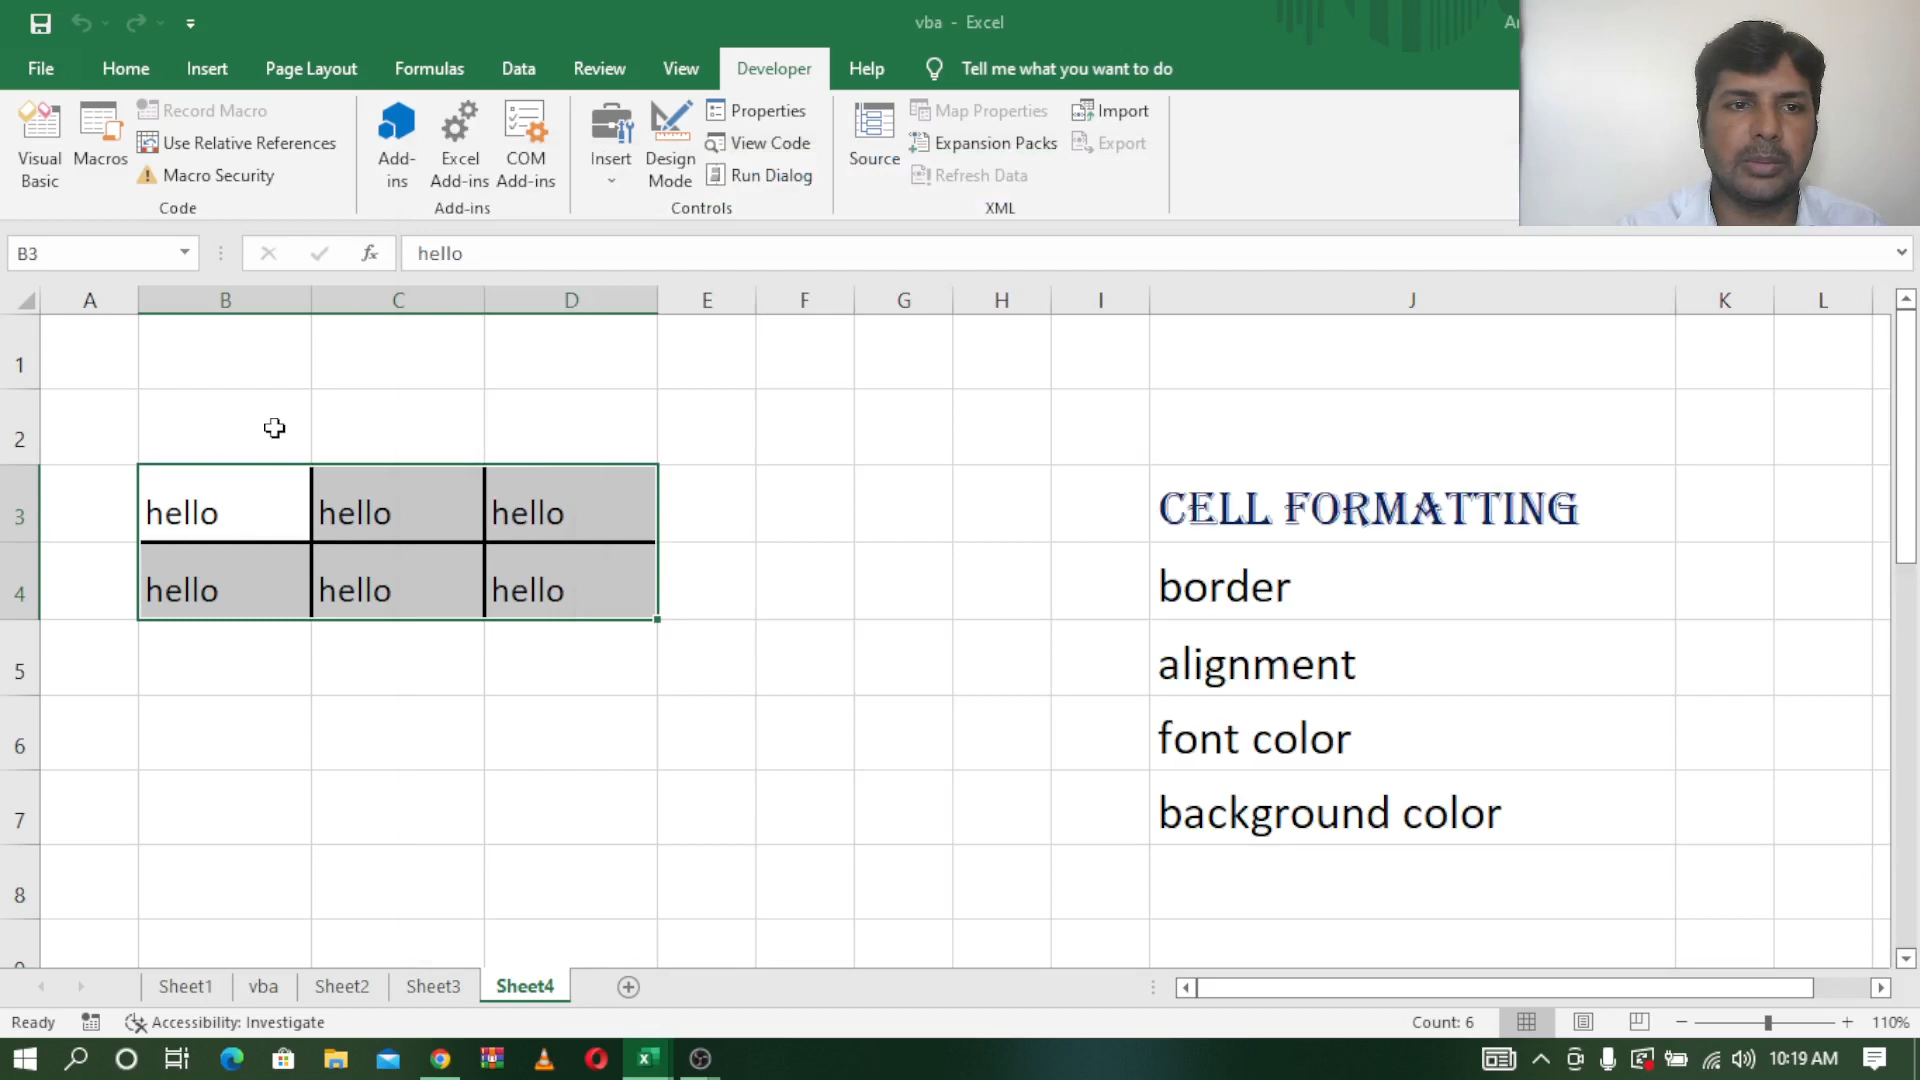 vba - Excel
File Home Insert Page Layout Formulas Data Review View Developer Help Tell me what you want to do
Visual Basic
Macros
Record Macro
Use Relative References
Macro Security
Code
Add-ins
Excel Add-ins
COM Add-ins
Add-ins
Insert
Design Mode
Properties
View Code
Run Dialog
Controls
Source
Map Properties
Expansion Packs
Refresh Data
Import
Export
XML
B3 fx hello
A B C D E F G H I J K L
1
2
3 hello hello hello CELL FORMATTING
4 hello hello hello border
5 alignment
6 font color
7 background color
8
Sheet1 vba Sheet2 Sheet3 Sheet4
Ready Accessibility: Investigate Count: 6 110%
10:19 AM